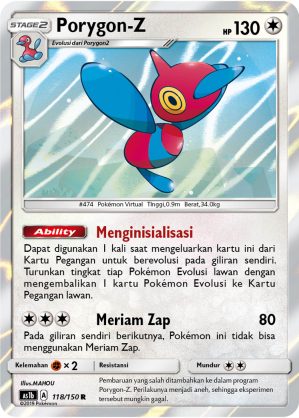 STAGE2 Porygon-Z HP 130
Evolusi dari Porygon2
#474 Pokémon Virtual Tinggi,0.9m Berat,34.0kg
Ability Menginisialisasi
Dapat digunakan 1 kali saat mengeluarkan kartu ini dari
Kartu Pegangan untuk berevolusi pada giliran sendiri.
Turunkan tingkat tiap Pokémon Evolusi lawan dengan
mengembalikan 1 kartu Pokémon Evolusi ke Kartu
Pegangan lawan.
Meriam Zap 80
Pada giliran sendiri berikutnya, Pokémon ini tidak bisa
menggunakan Meriam Zap.
Kelemahan × 2 Resistansi Mundur
Illus.MAHOU
as1b A 118/150 R
©2019 Pokémon
Pembaruan yang salah ditambahkan ke dalam program
Porygon2. Perilakunya menjadi aneh, sehingga eksperimen
tersebut mungkin gagal.